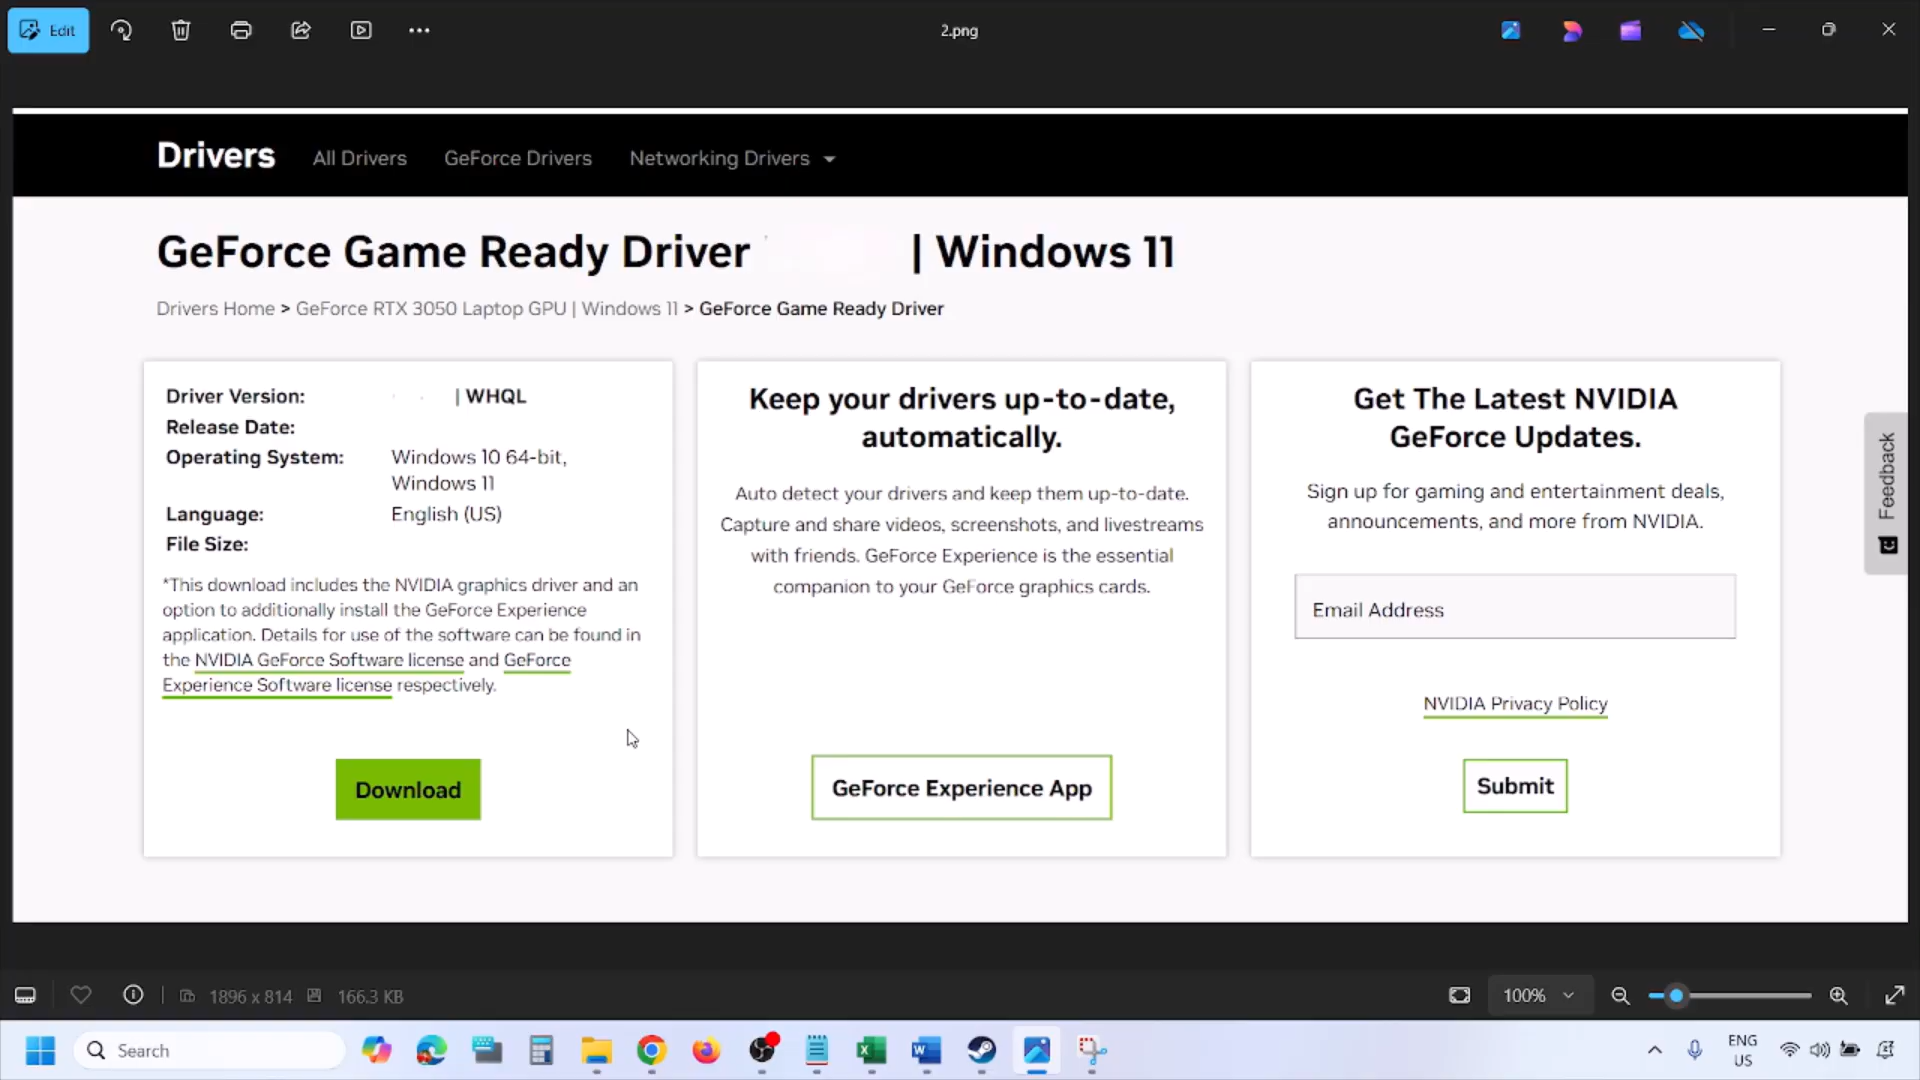 Edit
2.png
Drivers
All Drivers
GeForce Drivers
Networking Drivers
GeForce Game Ready Driver | Windows 11
Drivers Home > GeForce RTX 3050 Laptop GPU | Windows 11 > GeForce Game Ready Driver
Driver Version: | WHQL
Release Date:
Operating System: Windows 10 64-bit,
Windows 11
Language: English (US)
File Size:
*This download includes the NVIDIA graphics driver and an
option to additionally install the GeForce Experience
application. Details for use of the software can be found in
the NVIDIA GeForce Software license and GeForce
Experience Software license respectively.
Download
Keep your drivers up-to-date,
automatically.
Auto detect your drivers and keep them up-to-date.
Capture and share videos, screenshots, and livestreams
with friends. GeForce Experience is the essential
companion to your GeForce graphics cards.
GeForce Experience App
Get The Latest NVIDIA
GeForce Updates.
Sign up for gaming and entertainment deals,
announcements, and more from NVIDIA.
Email Address
NVIDIA Privacy Policy
Submit
Feedback
1896 x 814
166.3 KB
100%
Search
ENG
US